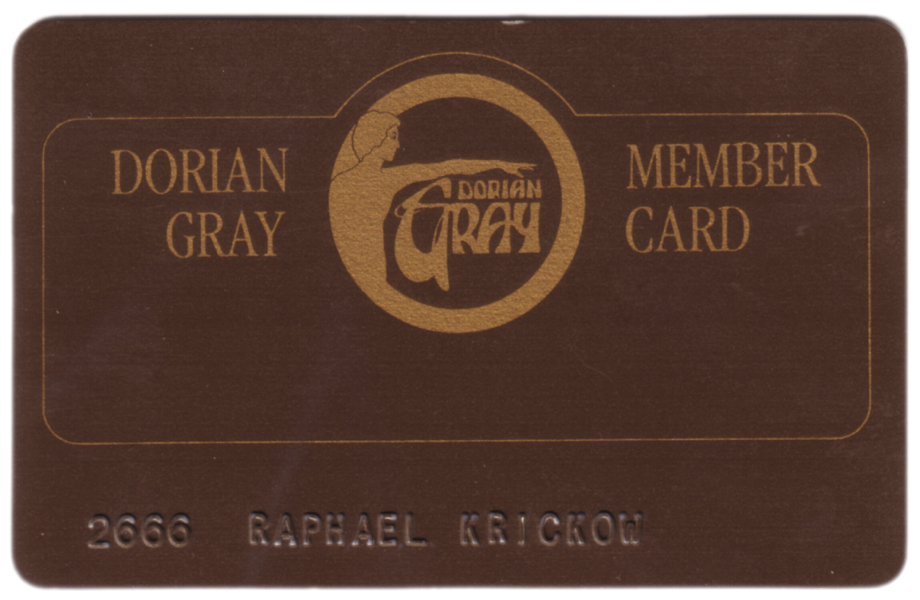 DORIAN
GRAY
DORIAN
GRAY
MEMBER
CARD
2666 RAPHAEL KRICKOW